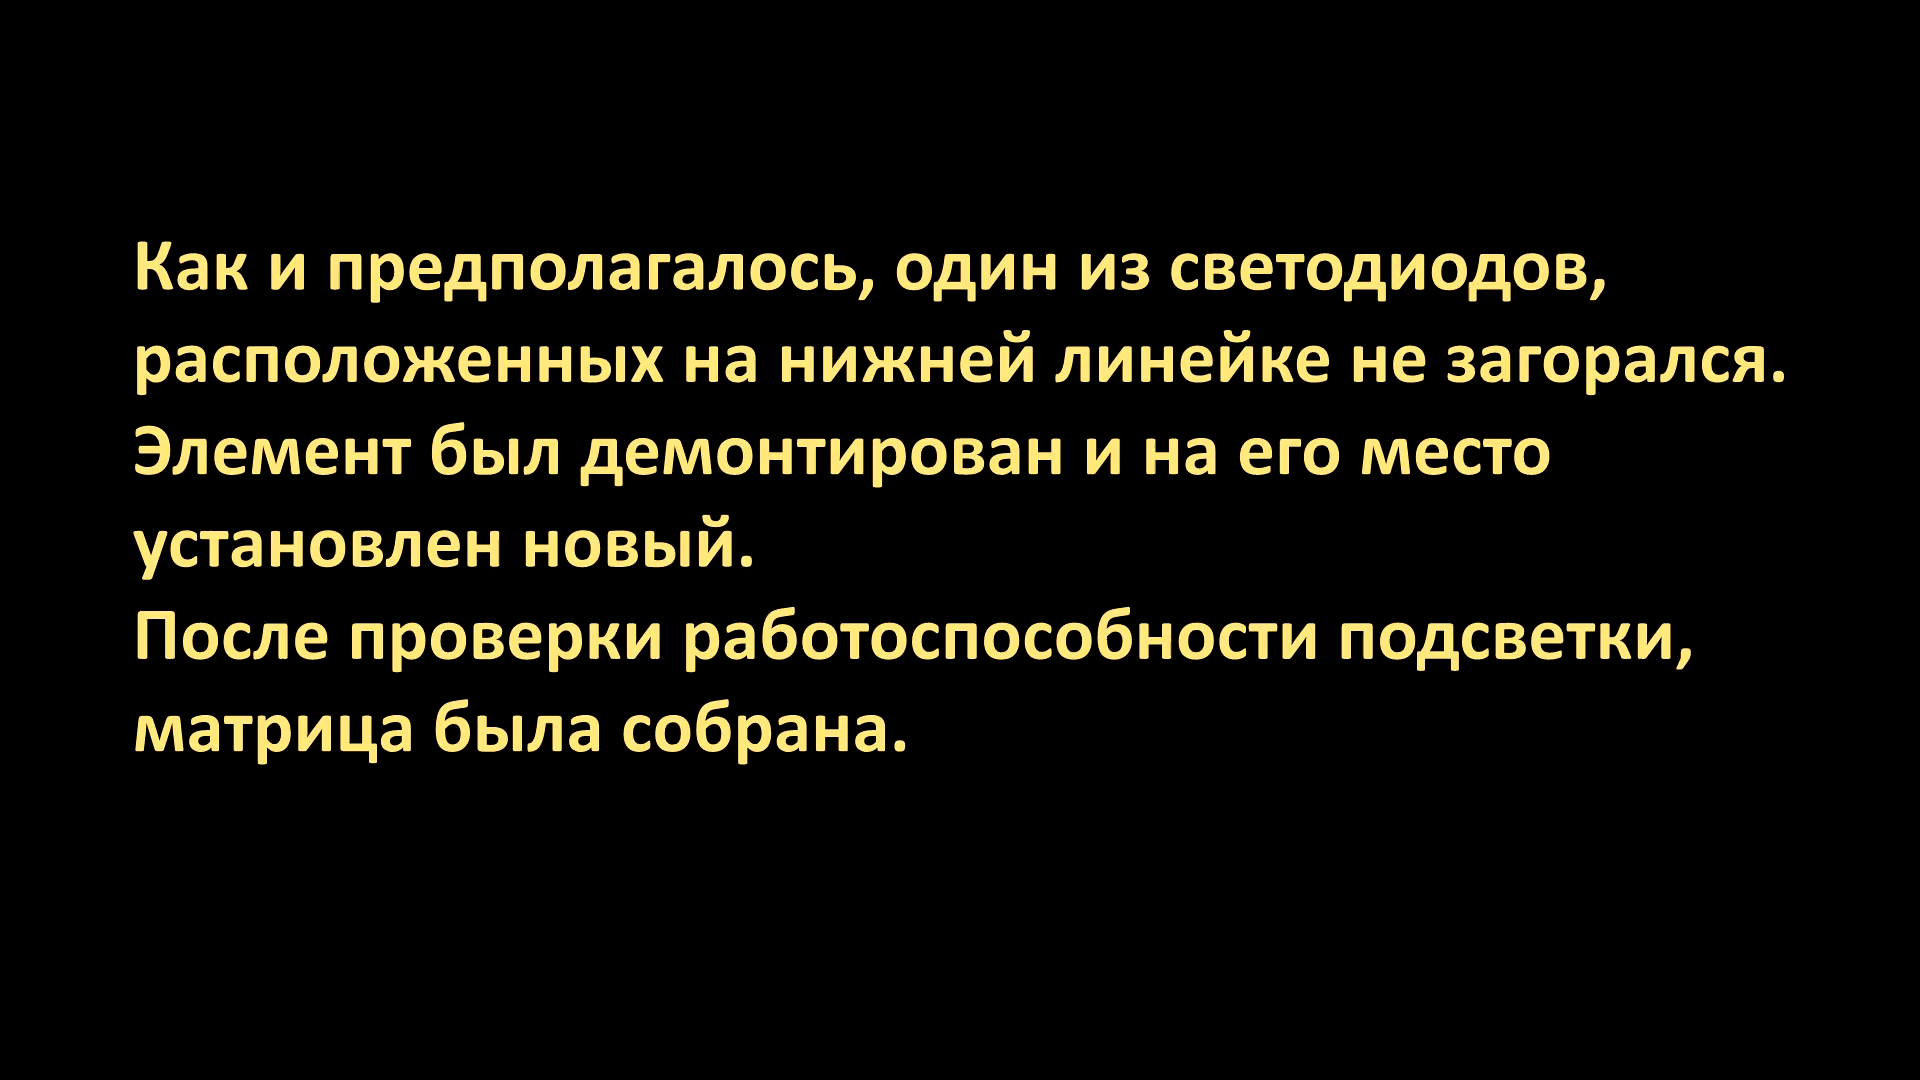 Как и предполагалось, один из светодиодов,
расположенных на нижней линейке не загорался.
Элемент был демонтирован и на его место
установлен новый.
После проверки работоспособности подсветки,
матрица была собрана.